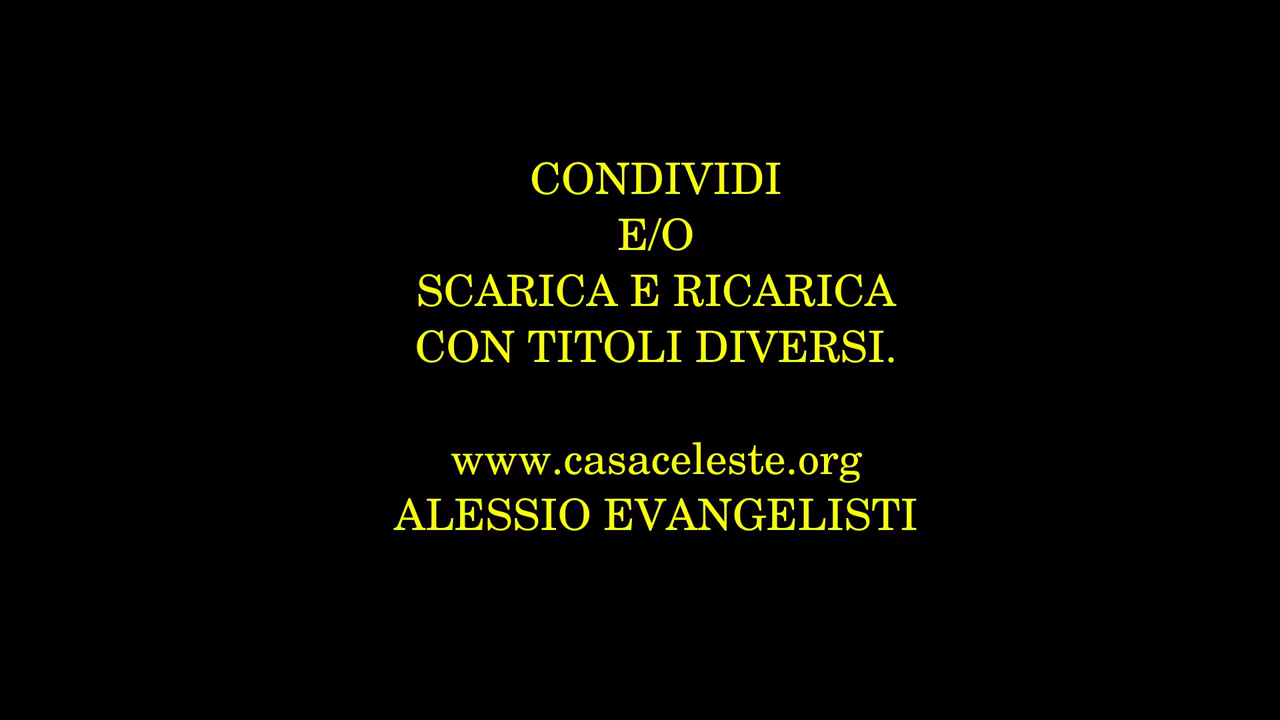 CONDIVIDI
E/O
SCARICA E RICARICA
CON TITOLI DIVERSI.
www.casaceleste.org
ALESSIO EVANGELISTI